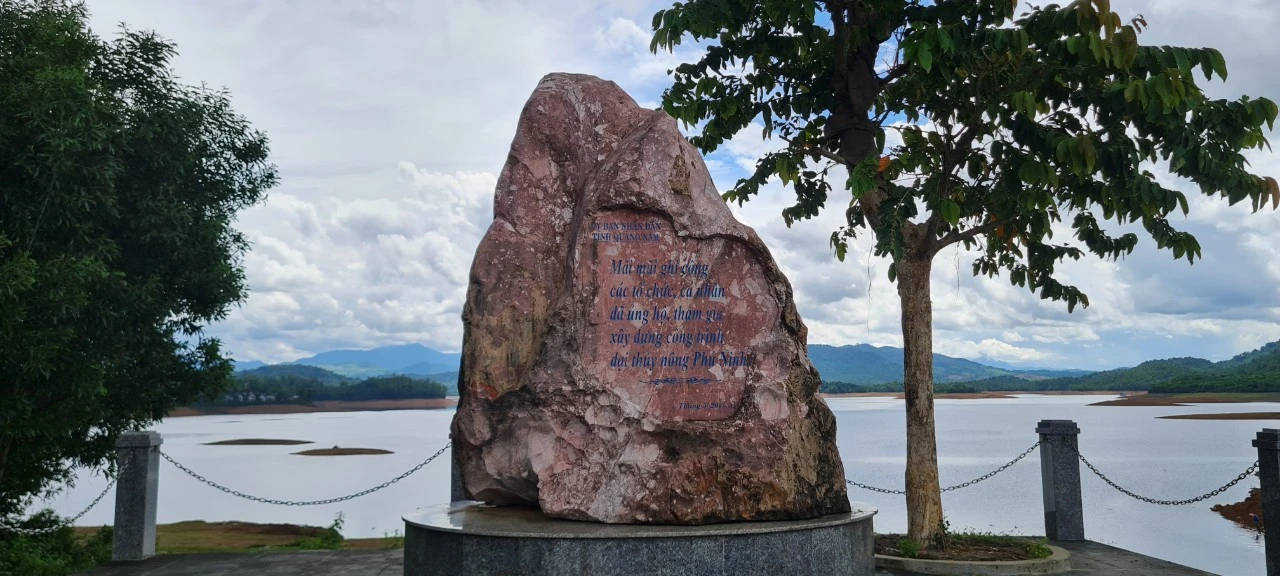 ỦY BAN NHÂN DÂN
TỈNH QUẢNG NAM
Mãi mãi ghi công
các tổ chức, cá nhân
đã ủng hộ, tham gia
xây dựng công trình
đại thủy nông Phú Ninh
Tháng